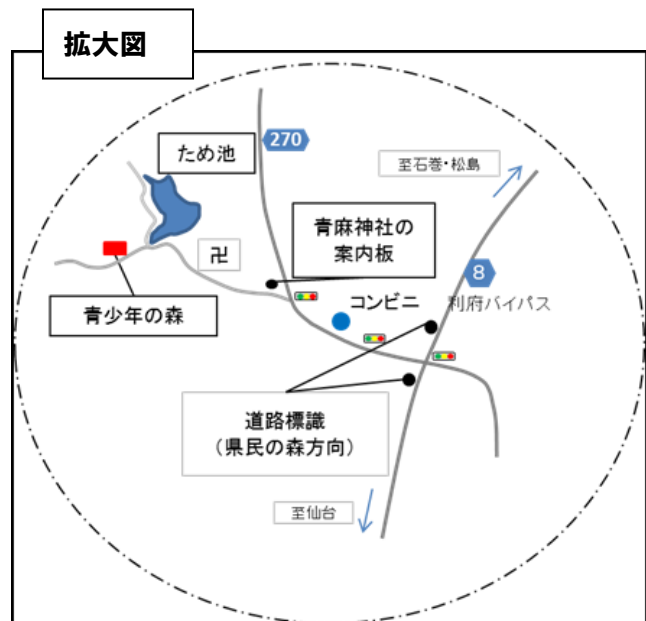 拡大図
270
ため池
至石巻・松島
青麻神社の
案内板
卍
8
青少年の森
コンビニ
利府バイパス
道路標識
（県民の森方向）
至仙台